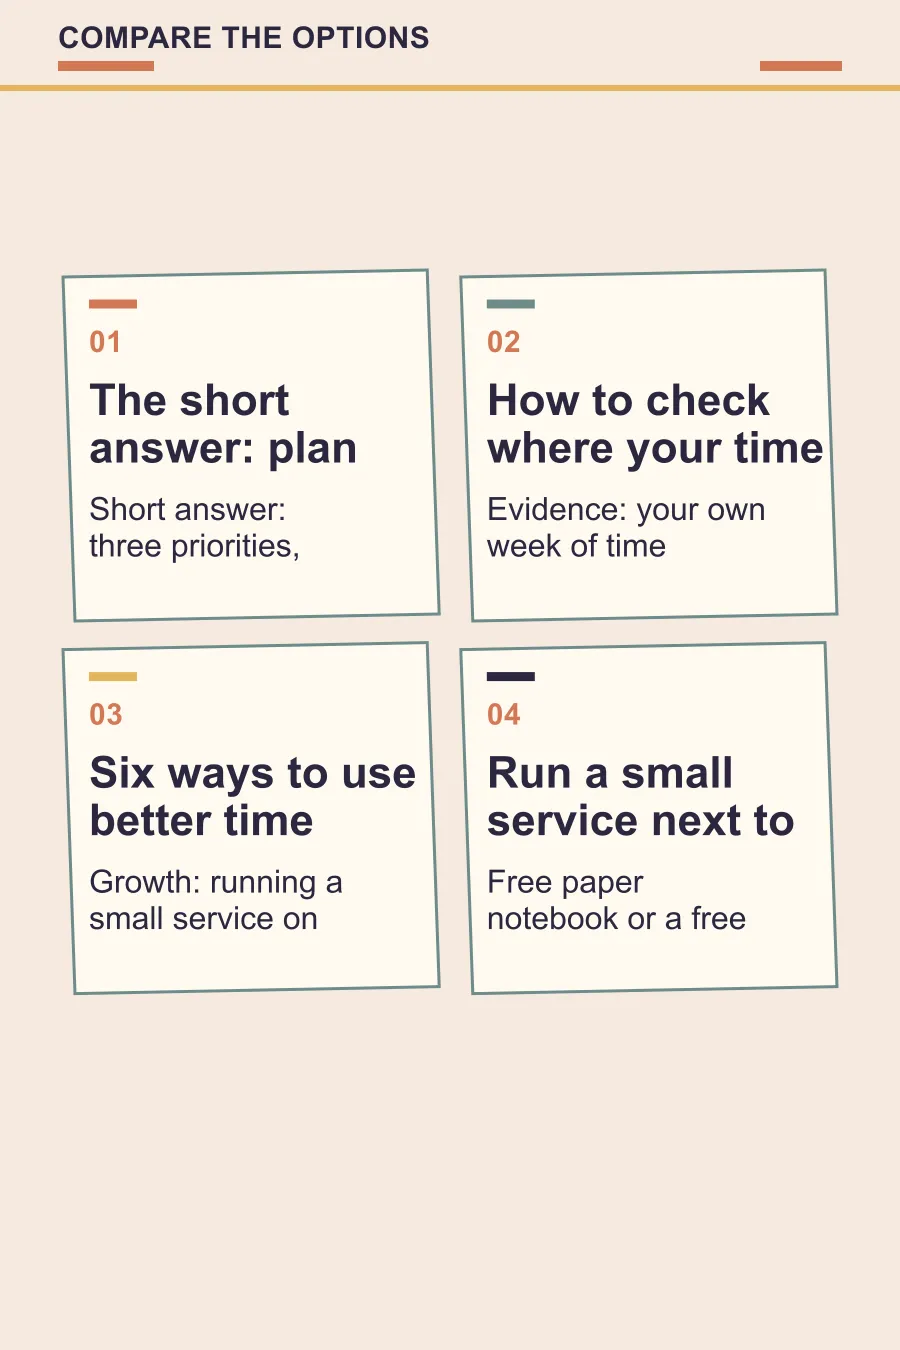 COMPARE THE OPTIONS
01
The short
answer: plan
Short answer:
three priorities,
02
How to check
where your time
Evidence: your own
week of time
03
Six ways to use
better time
Growth: running a
small service on
04
Run a small
service next to
Free paper
notebook or a free